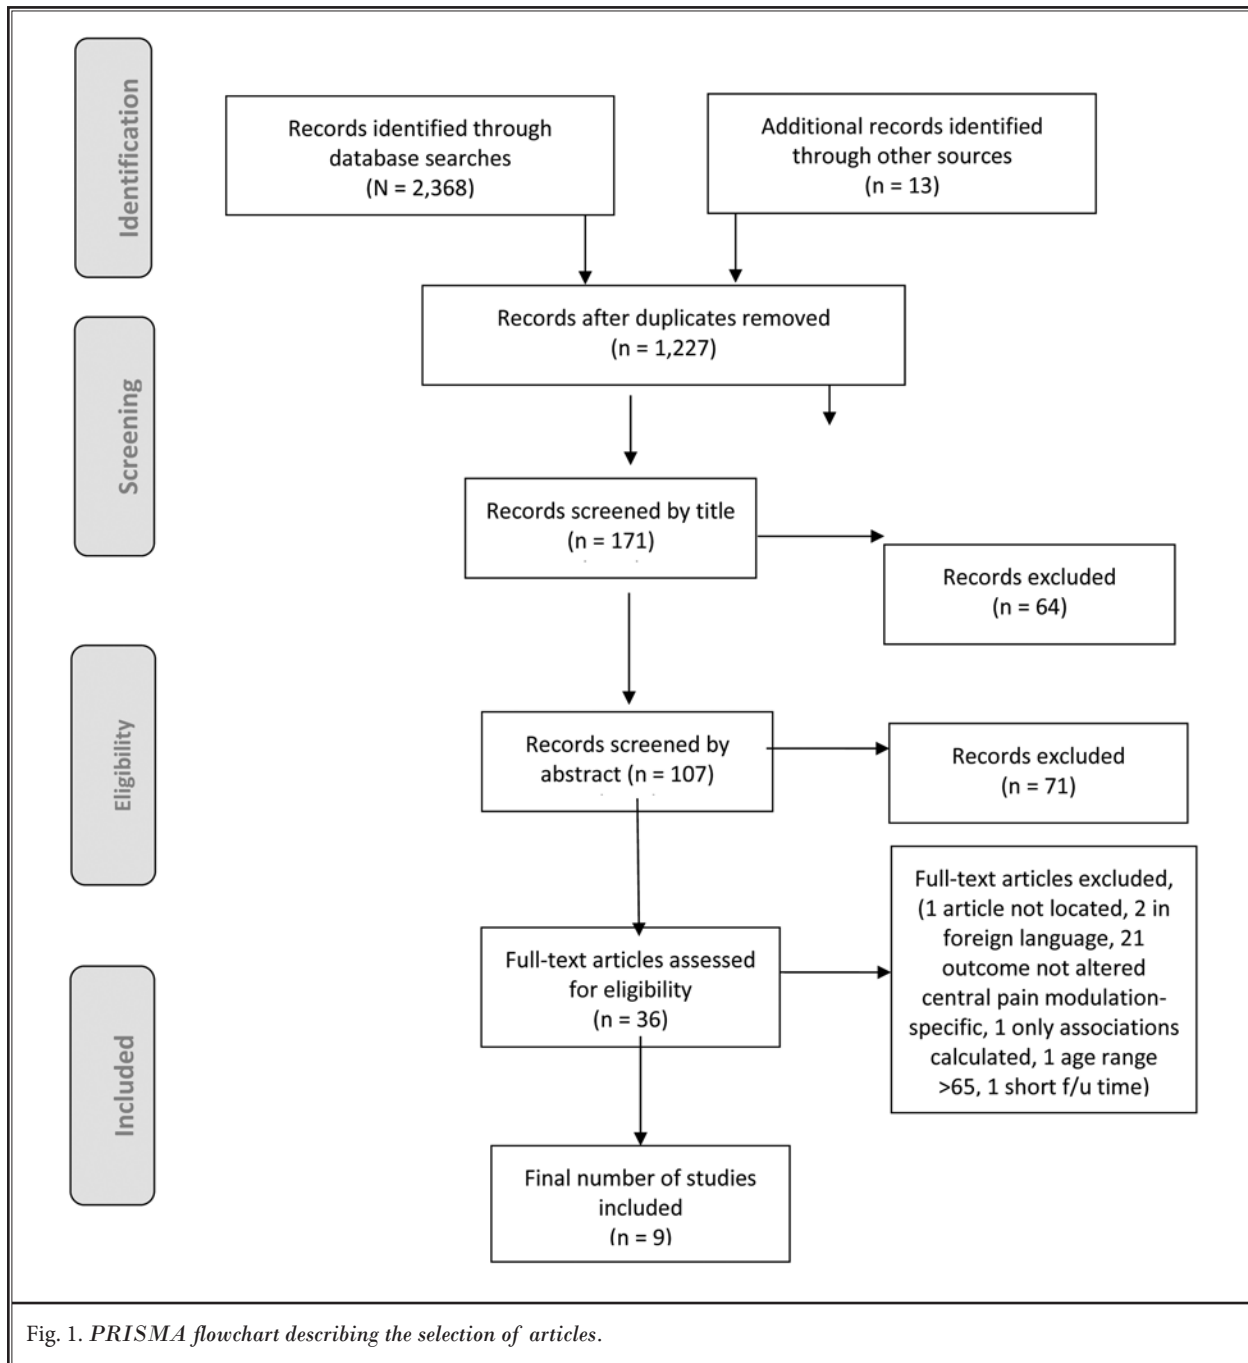 Identification
Records identified through
database searches
(N = 2,368)
Additional records identified
through other sources
(n = 13)
Records after duplicates removed
(n = 1,227)
Screening
Records screened by title
(n = 171)
Records excluded
(n = 64)
Eligibility
Records screened by
abstract (n = 107)
Records excluded
(n = 71)
Full-text articles assessed
for eligibility
(n = 36)
Full-text articles excluded,
(1 article not located, 2 in
foreign language, 21
outcome not altered
central pain modulation-
specific, 1 only associations
calculated, 1 age range
>65, 1 short f/u time)
Included
Final number of studies
included
(n = 9)
Fig. 1. PRISMA flowchart describing the selection of articles.